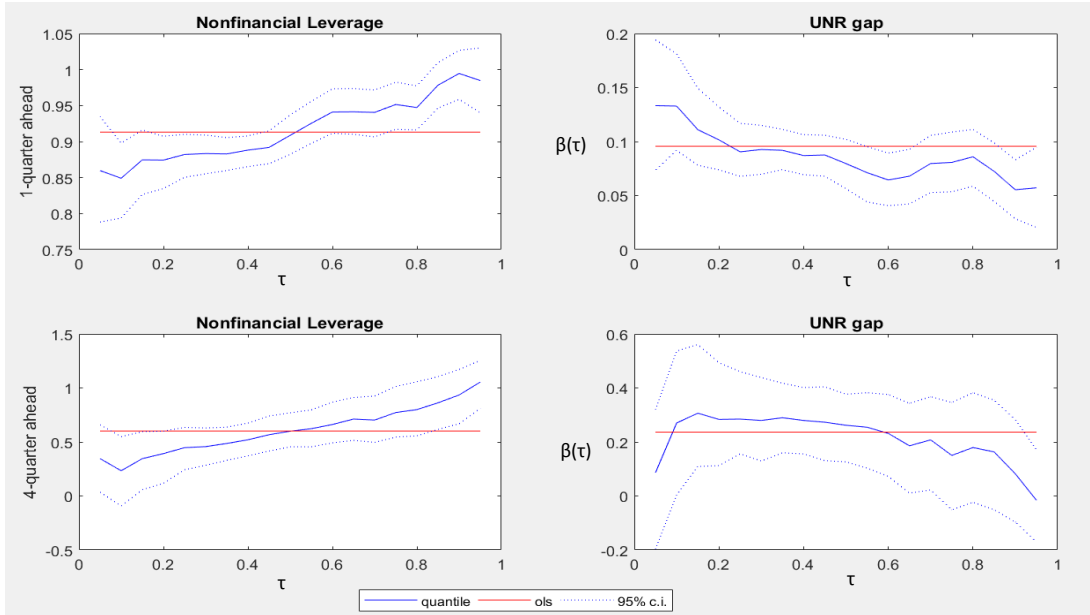 Nonfinancial Leverage
1-quarter ahead
1.05
1
0.95
0.9
0.85
0.8
0.75
0 0.2 0.4 0.6 0.8 1
τ
UNR gap
β(τ)
0.2
0.15
0.1
0.05
0
0 0.2 0.4 0.6 0.8 1
τ
Nonfinancial Leverage
4-quarter ahead
1.5
1
0.5
0
-0.5
0 0.2 0.4 0.6 0.8 1
τ
UNR gap
β(τ)
0.6
0.4
0.2
0
-0.2
0 0.2 0.4 0.6 0.8 1
τ
quantile ols 95% c.i.